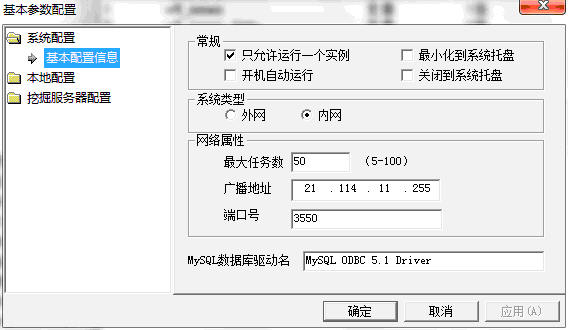 基本参数配置
系统配置
基本配置信息
本地配置
挖掘服务器配置
常规
只允许运行一个实例
最小化到系统托盘
开机自动运行
关闭到系统托盘
系统类型
外网
内网
网络属性
最大任务数 50 (5-100)
广播地址 21 . 114 . 11 . 255
端口号 3550
MySQL数据库驱动名 MySQL ODBC 5.1 Driver
确定 取消 应用(A)